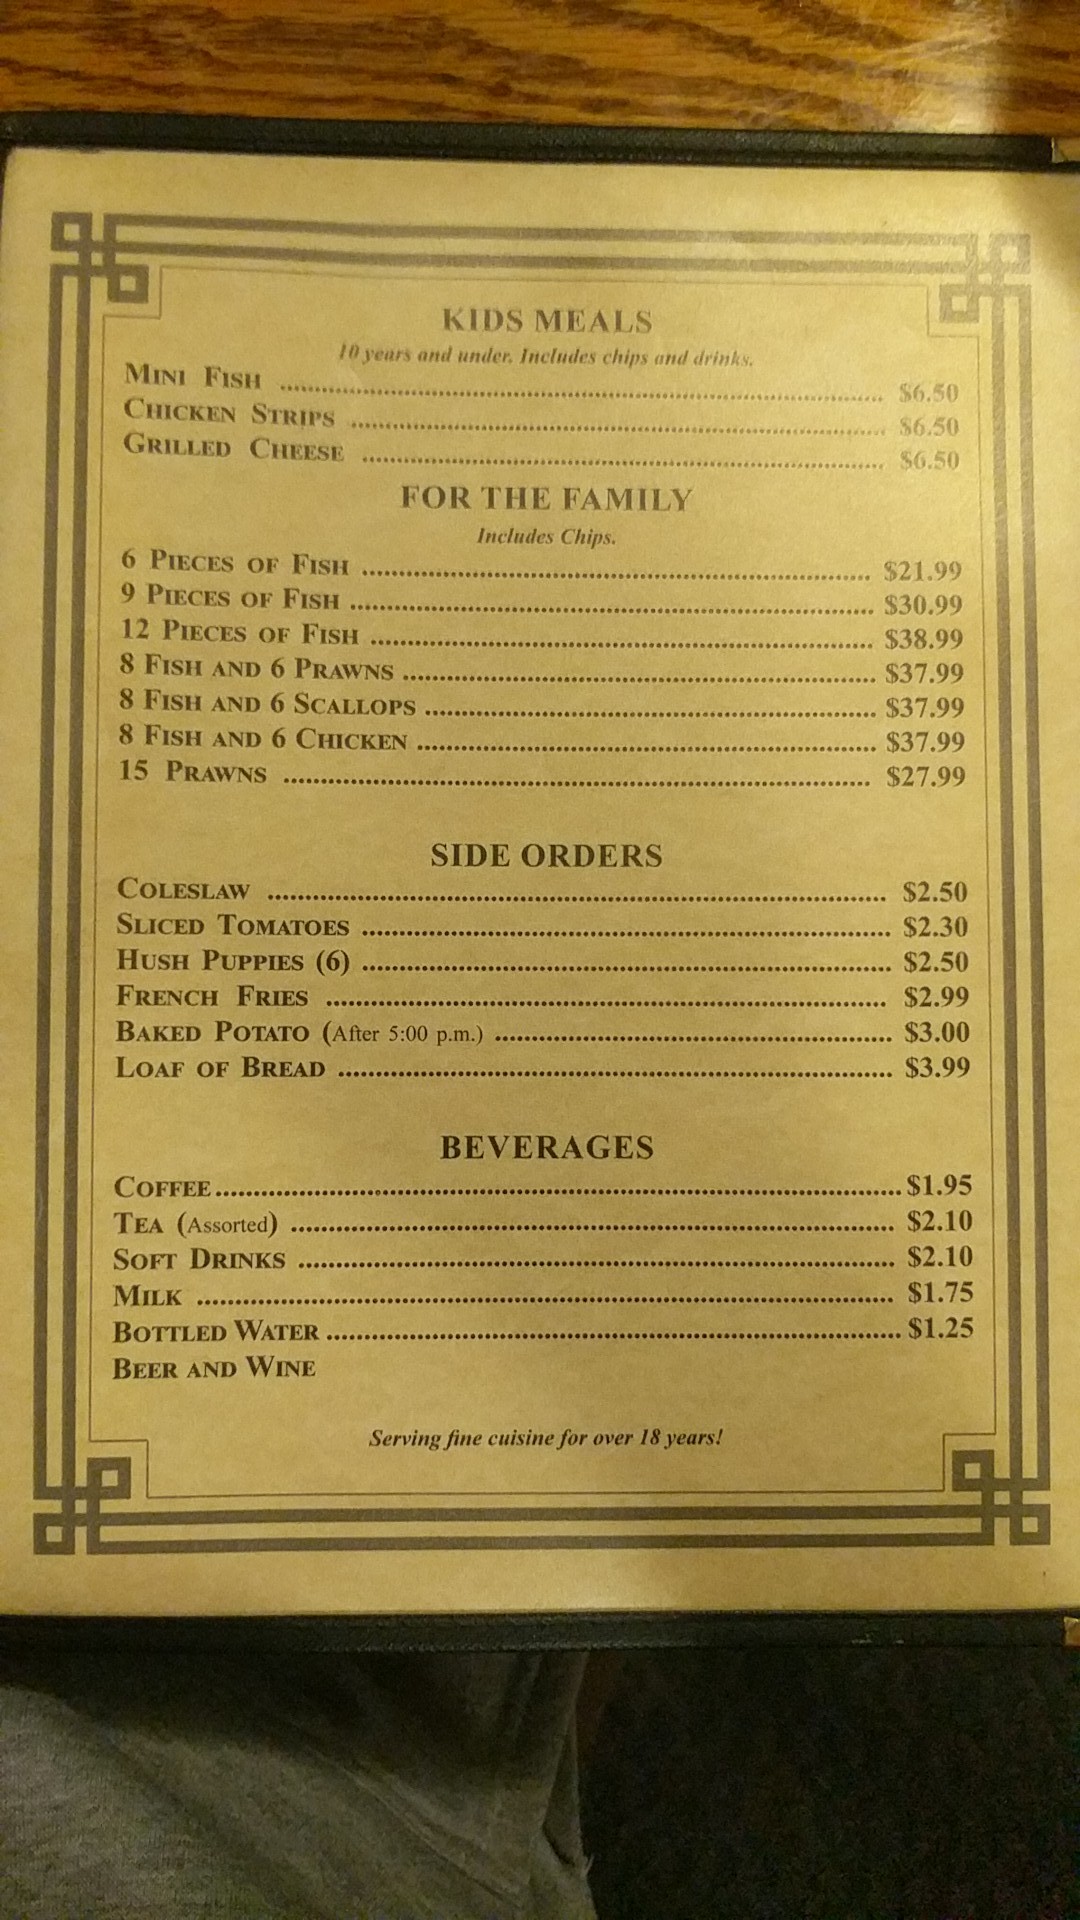 KIDS MEALS
10 years and under. Includes chips and drinks.
MINI FISH ........ $6.50
CHICKEN STRIPS ........ $6.50
GRILLED CHEESE ........ $6.50
FOR THE FAMILY
Includes Chips.
6 PIECES OF FISH ........ $21.99
9 PIECES OF FISH ........ $30.99
12 PIECES OF FISH ........ $38.99
8 FISH AND 6 PRAWNS ........ $37.99
8 FISH AND 6 SCALLOPS ........ $37.99
8 FISH AND 6 CHICKEN ........ $37.99
15 PRAWNS ........ $27.99
SIDE ORDERS
COLESLAW ........ $2.50
SLICED TOMATOES ........ $2.30
HUSH PUPPIES (6) ........ $2.50
FRENCH FRIES ........ $2.99
BAKED POTATO (After 5:00 p.m.) ........ $3.00
LOAF OF BREAD ........ $3.99
BEVERAGES
COFFEE ........ $1.95
TEA (Assorted) ........ $2.10
SOFT DRINKS ........ $2.10
MILK ........ $1.75
BOTTLED WATER ........ $1.25
BEER AND WINE
Serving fine cuisine for over 18 years!